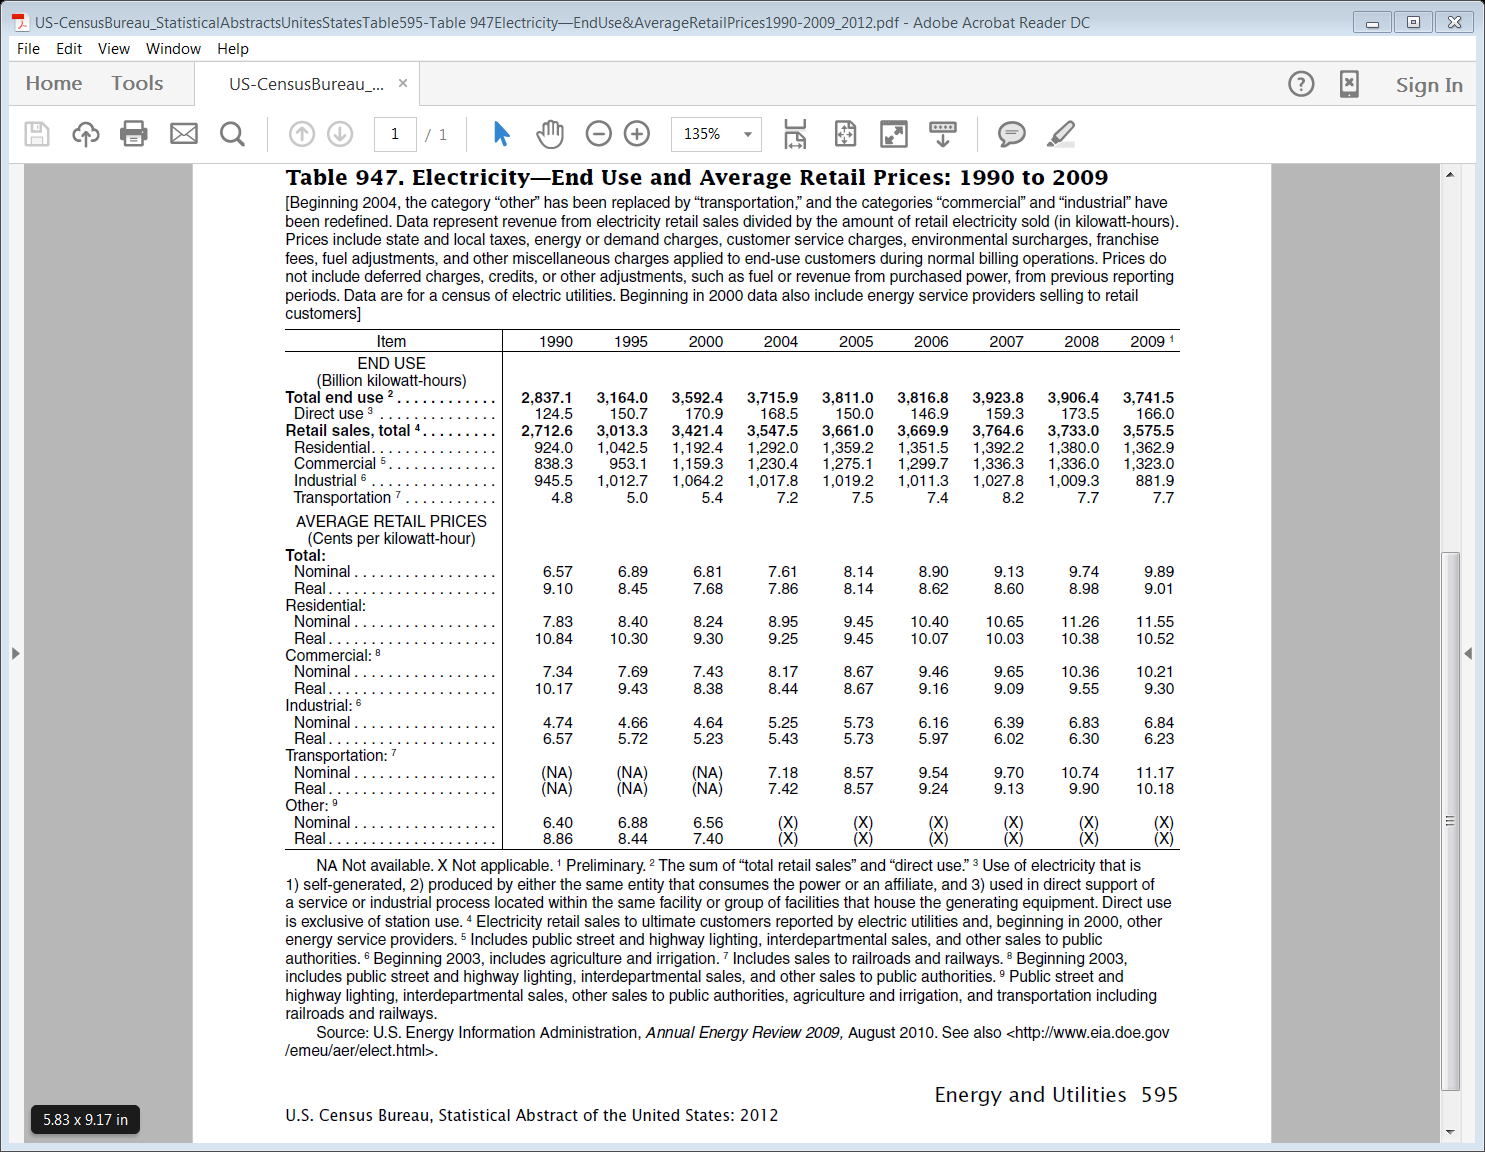 US-CensusBureau_StatisticalAbstractsUnitesStatesTable595-Table 947Electricity—EndUse&AverageRetailPrices1990-2009_2012.pdf - Adobe Acrobat Reader DC
File Edit View Window Help
Home Tools US-CensusBureau_... × Sign In
1 / 1 135%
Table 947. Electricity—End Use and Average Retail Prices: 1990 to 2009
[Beginning 2004, the category “other” has been replaced by “transportation,” and the categories “commercial” and “industrial” have
been redefined. Data represent revenue from electricity retail sales divided by the amount of retail electricity sold (in kilowatt-hours).
Prices include state and local taxes, energy or demand charges, customer service charges, environmental surcharges, franchise
fees, fuel adjustments, and other miscellaneous charges applied to end-use customers during normal billing operations. Prices do
not include deferred charges, credits, or other adjustments, such as fuel or revenue from purchased power, from previous reporting
periods. Data are for a census of electric utilities. Beginning in 2000 data also include energy service providers selling to retail
customers]
Item 1990 1995 2000 2004 2005 2006 2007 2008 2009 ¹
END USE
(Billion kilowatt-hours)
Total end use ² . . . . . . . . . . . . 2,837.1 3,164.0 3,592.4 3,715.9 3,811.0 3,816.8 3,923.8 3,906.4 3,741.5
Direct use ³ . . . . . . . . . . . . . . 124.5 150.7 170.9 168.5 150.0 146.9 159.3 173.5 166.0
Retail sales, total ⁴ . . . . . . . . . 2,712.6 3,013.3 3,421.4 3,547.5 3,661.0 3,669.9 3,764.6 3,733.0 3,575.5
Residential. . . . . . . . . . . . . . . 924.0 1,042.5 1,192.4 1,292.0 1,359.2 1,351.5 1,392.2 1,380.0 1,362.9
Commercial ⁵ . . . . . . . . . . . . . 838.3 953.1 1,159.3 1,230.4 1,275.1 1,299.7 1,336.3 1,336.0 1,323.0
Industrial ⁶ . . . . . . . . . . . . . . . 945.5 1,012.7 1,064.2 1,017.8 1,019.2 1,011.3 1,027.8 1,009.3 881.9
Transportation ⁷ . . . . . . . . . . . 4.8 5.0 5.4 7.2 7.5 7.4 8.2 7.7 7.7
AVERAGE RETAIL PRICES
(Cents per kilowatt-hour)
Total:
Nominal . . . . . . . . . . . . . . . . . 6.57 6.89 6.81 7.61 8.14 8.90 9.13 9.74 9.89
Real . . . . . . . . . . . . . . . . . . . . 9.10 8.45 7.68 7.86 8.14 8.62 8.60 8.98 9.01
Residential:
Nominal . . . . . . . . . . . . . . . . . 7.83 8.40 8.24 8.95 9.45 10.40 10.65 11.26 11.55
Real . . . . . . . . . . . . . . . . . . . . 10.84 10.30 9.30 9.25 9.45 10.07 10.03 10.38 10.52
Commercial: ⁸
Nominal . . . . . . . . . . . . . . . . . 7.34 7.69 7.43 8.17 8.67 9.46 9.65 10.36 10.21
Real . . . . . . . . . . . . . . . . . . . . 10.17 9.43 8.38 8.44 8.67 9.16 9.09 9.55 9.30
Industrial: ⁶
Nominal . . . . . . . . . . . . . . . . . 4.74 4.66 4.64 5.25 5.73 6.16 6.39 6.83 6.84
Real . . . . . . . . . . . . . . . . . . . . 6.57 5.72 5.23 5.43 5.73 5.97 6.02 6.30 6.23
Transportation: ⁷
Nominal . . . . . . . . . . . . . . . . . (NA) (NA) (NA) 7.18 8.57 9.54 9.70 10.74 11.17
Real . . . . . . . . . . . . . . . . . . . . (NA) (NA) (NA) 7.42 8.57 9.24 9.13 9.90 10.18
Other: ⁹
Nominal . . . . . . . . . . . . . . . . . 6.40 6.88 6.56 (X) (X) (X) (X) (X) (X)
Real . . . . . . . . . . . . . . . . . . . . 8.86 8.44 7.40 (X) (X) (X) (X) (X) (X)
NA Not available. X Not applicable. ¹ Preliminary. ² The sum of “total retail sales” and “direct use.” ³ Use of electricity that is
1) self-generated, 2) produced by either the same entity that consumes the power or an affiliate, and 3) used in direct support of
a service or industrial process located within the same facility or group of facilities that house the generating equipment. Direct use
is exclusive of station use. ⁴ Electricity retail sales to ultimate customers reported by electric utilities and, beginning in 2000, other
energy service providers. ⁵ Includes public street and highway lighting, interdepartmental sales, and other sales to public
authorities. ⁶ Beginning 2003, includes agriculture and irrigation. ⁷ Includes sales to railroads and railways. ⁸ Beginning 2003,
includes public street and highway lighting, interdepartmental sales, and other sales to public authorities. ⁹ Public street and
highway lighting, interdepartmental sales, other sales to public authorities, agriculture and irrigation, and transportation including
railroads and railways.
Source: U.S. Energy Information Administration, Annual Energy Review 2009, August 2010. See also <http://www.eia.doe.gov
/emeu/aer/elect.html>.
Energy and Utilities 595
U.S. Census Bureau, Statistical Abstract of the United States: 2012
5.83 x 9.17 in